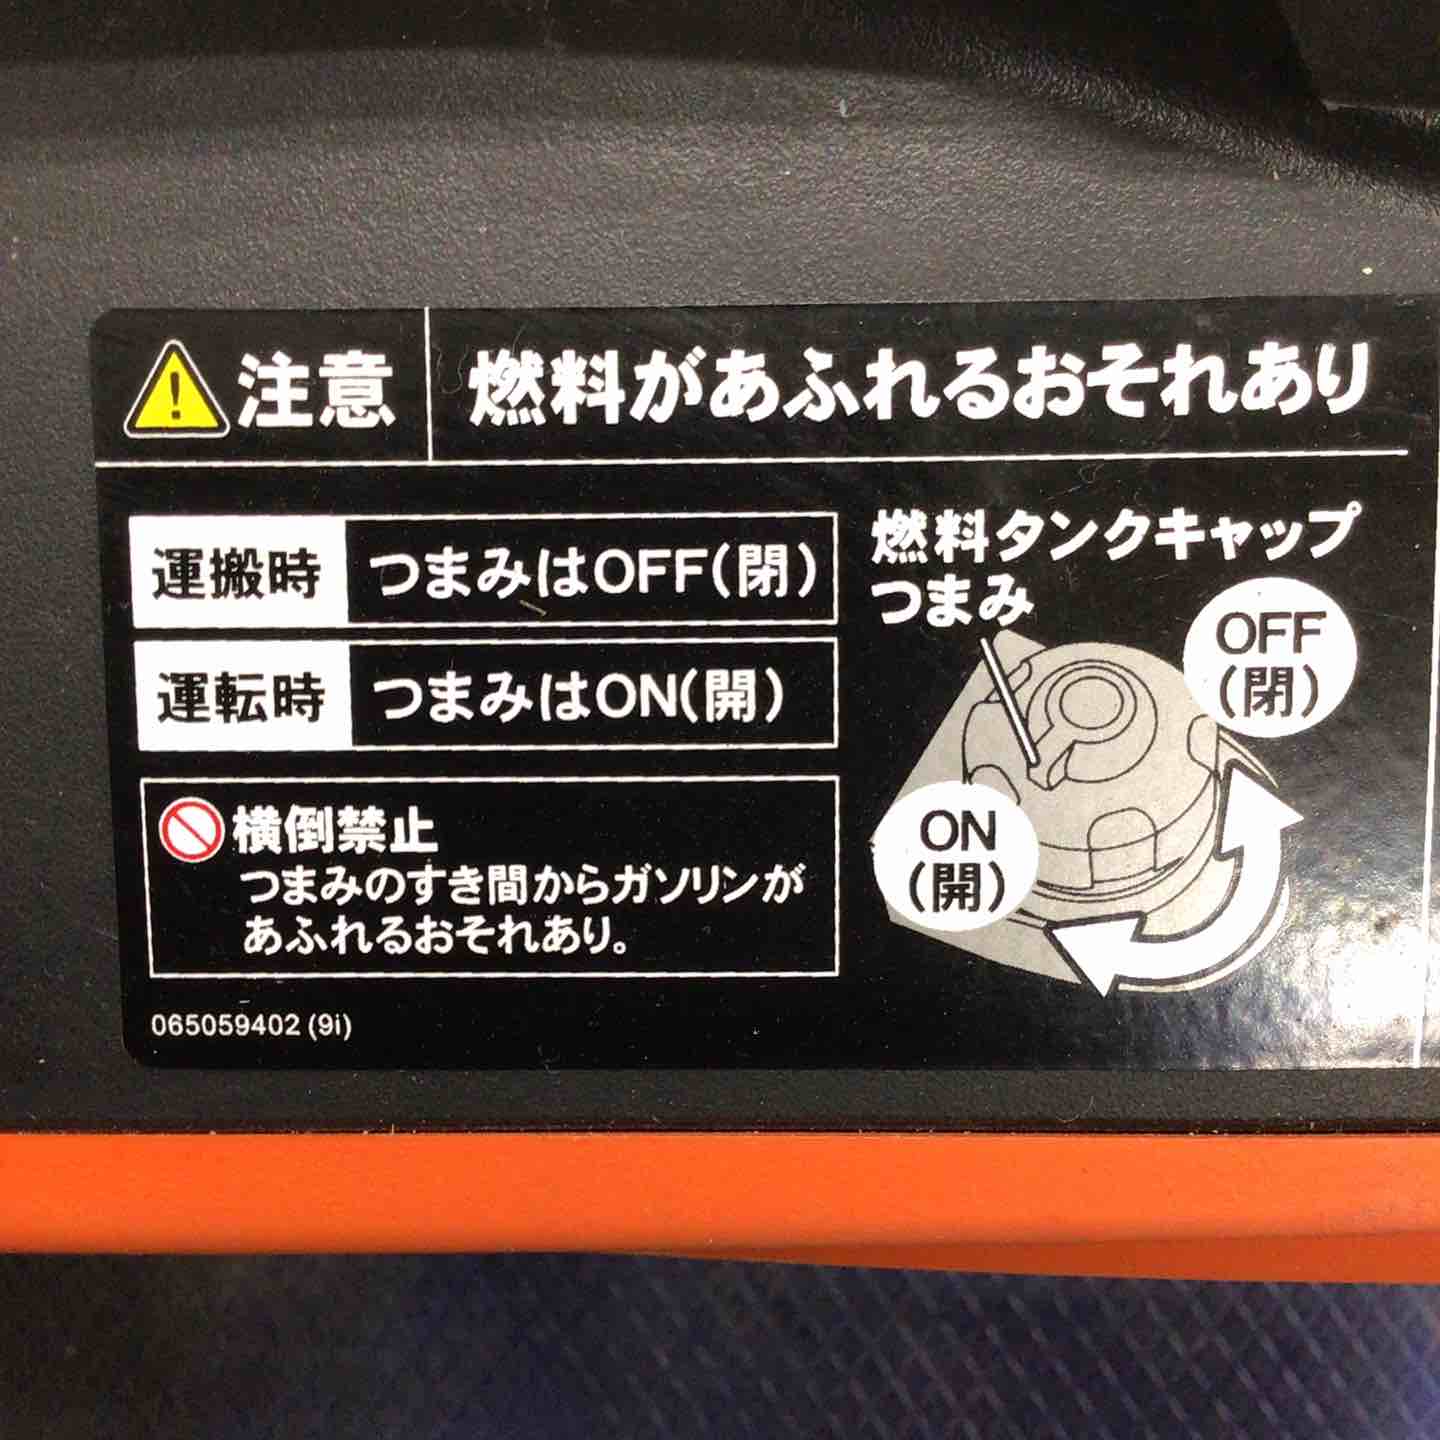 注意
燃料があふれるおそれあり
運搬時 つまみはOFF(閉)
運転時 つまみはON(開)
横倒禁止
つまみのすき間からガソリンが
あふれるおそれあり。
065059402 (9i)
燃料タンクキャップ
つまみ
OFF
(閉)
ON
(開)